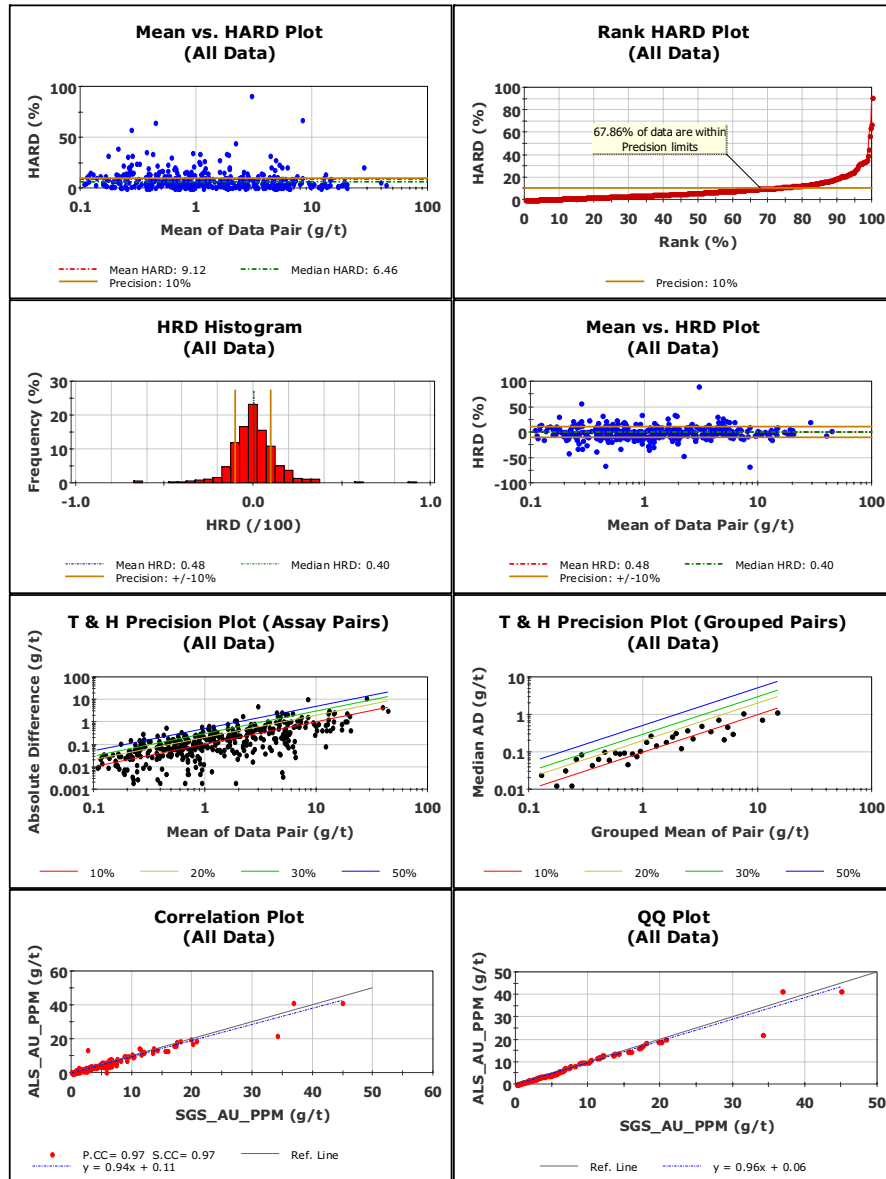 Mean vs. HARD Plot
(All Data)
HARD (%)
100
50
0
0.1 1 10 100
Mean of Data Pair (g/t)
Mean HARD: 9.12 Median HARD: 6.46
Precision: 10%
Rank HARD Plot
(All Data)
HARD (%)
100
80
60
40
20
0
67.86% of data are within
Precision limits
0 10 20 30 40 50 60 70 80 90 100
Rank (%)
Precision: 10%
HRD Histogram
(All Data)
Frequency (%)
30
20
10
0
-1.0 0.0 1.0
HRD (/100)
Mean HRD: 0.48 Median HRD: 0.40
Precision: +/-10%
Mean vs. HRD Plot
(All Data)
HRD (%)
100
50
0
-50
-100
0.1 1 10 100
Mean of Data Pair (g/t)
Mean HRD: 0.48 Median HRD: 0.40
Precision: +/-10%
T & H Precision Plot (Assay Pairs)
(All Data)
Absolute Difference (g/t)
100
10
1
0.1
0.01
0.001
0.1 1 10 100
Mean of Data Pair (g/t)
10% 20% 30% 50%
T & H Precision Plot (Grouped Pairs)
(All Data)
Median AD (g/t)
10
1
0.1
0.01
0.1 1 10 100
Grouped Mean of Pair (g/t)
10% 20% 30% 50%
Correlation Plot
(All Data)
ALS_AU_PPM (g/t)
60
40
20
0
0 10 20 30 40 50 60
SGS_AU_PPM (g/t)
P.CC= 0.97 S.CC= 0.97 Ref. Line
y = 0.94x + 0.11
QQ Plot
(All Data)
ALS_AU_PPM (g/t)
50
40
30
20
10
0
0 10 20 30 40 50
SGS_AU_PPM (g/t)
Ref. Line y = 0.96x + 0.06